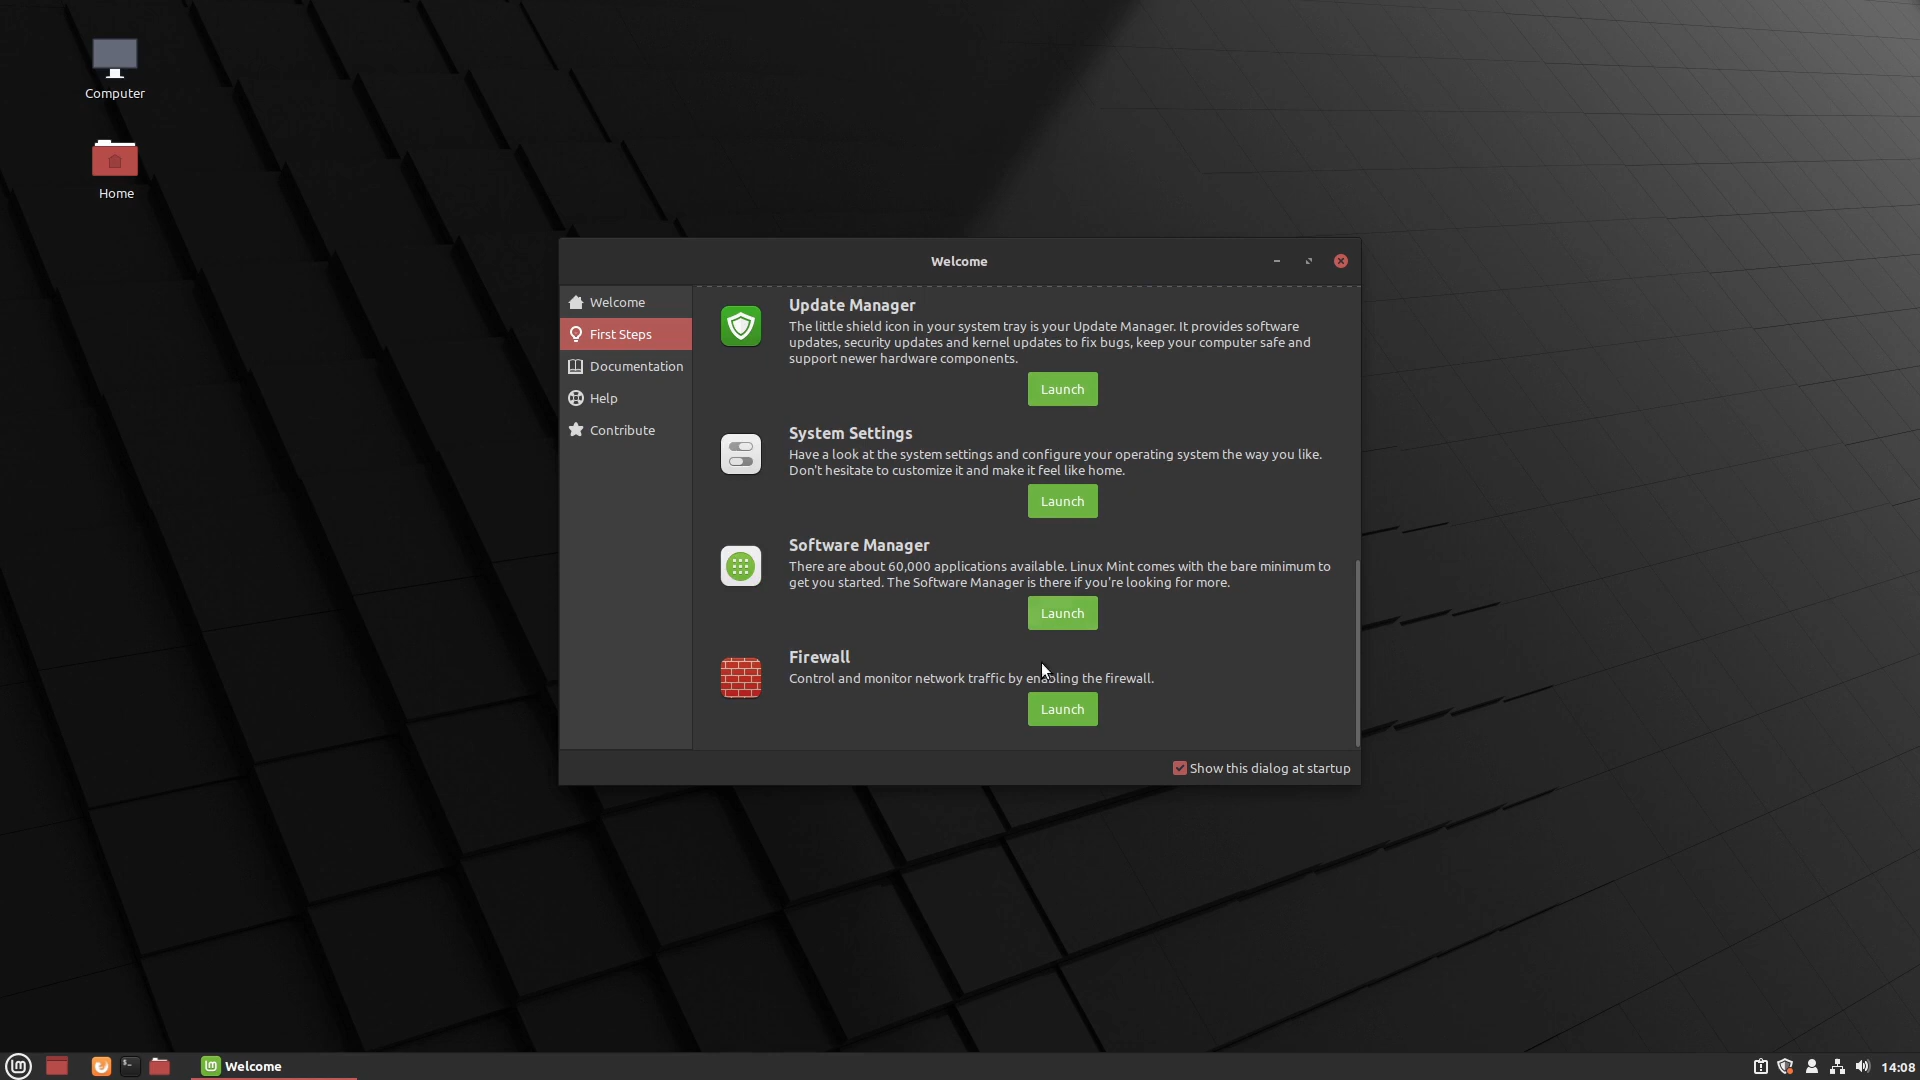 Computer
Home
Welcome
Welcome
First Steps
Documentation
Help
Contribute
Update Manager
The little shield icon in your system tray is your Update Manager. It provides software
updates, security updates and kernel updates to fix bugs, keep your computer safe and
support newer hardware components.
Launch
System Settings
Have a look at the system settings and configure your operating system the way you like.
Don't hesitate to customize it and make it feel like home.
Launch
Software Manager
There are about 60,000 applications available. Linux Mint comes with the bare minimum to
get you started. The Software Manager is there if you're looking for more.
Launch
Firewall
Control and monitor network traffic by enabling the firewall.
Launch
Show this dialog at startup
Welcome
14:08